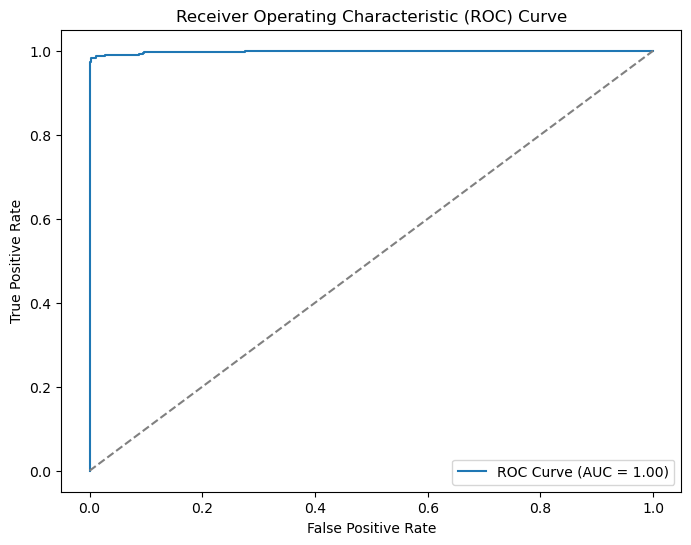 Receiver Operating Characteristic (ROC) Curve
True Positive Rate
1.0
0.8
0.6
0.4
0.2
0.0
ROC Curve (AUC = 1.00)
0.0 0.2 0.4 0.6 0.8 1.0
False Positive Rate